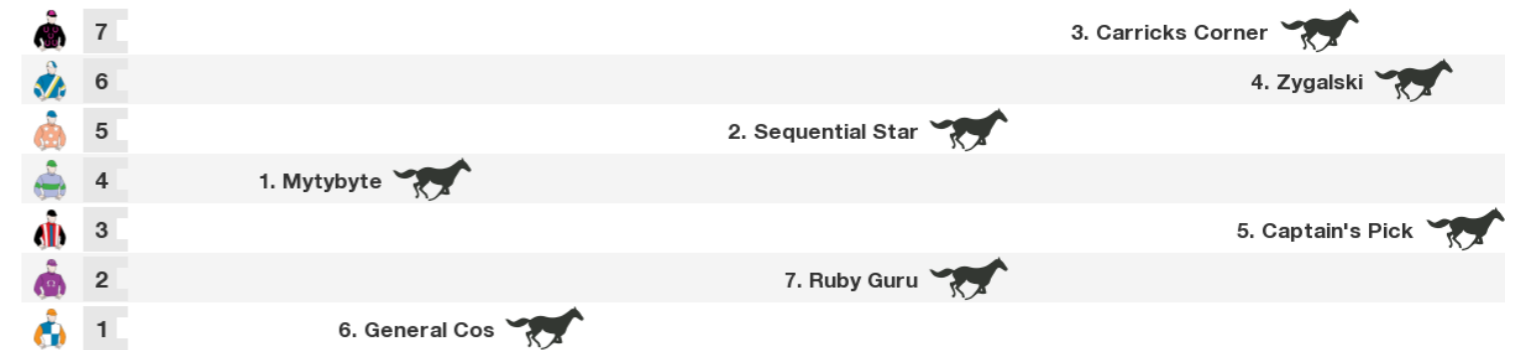 7 3. Carricks Corner
6 4. Zygalski
5 2. Sequential Star
4 1. Mytybyte
3 5. Captain's Pick
2 7. Ruby Guru
1 6. General Cos